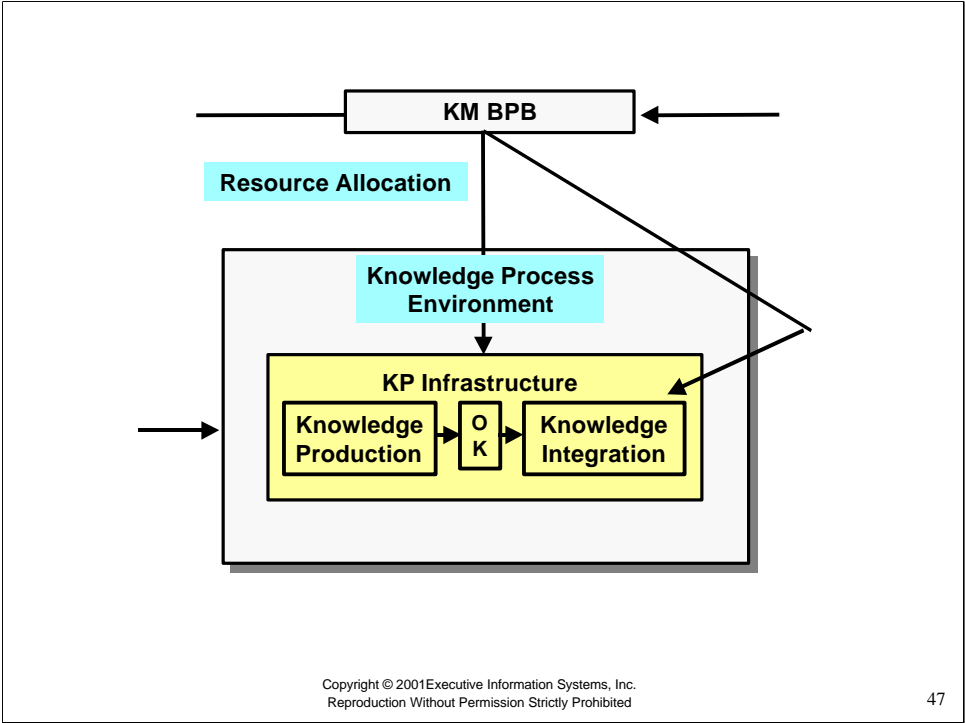 KM BPB
Resource Allocation
Knowledge Process
Environment
KP Infrastructure
Knowledge
Production
O
K
Knowledge
Integration
Copyright © 2001Executive Information Systems, Inc.
Reproduction Without Permission Strictly Prohibited
47